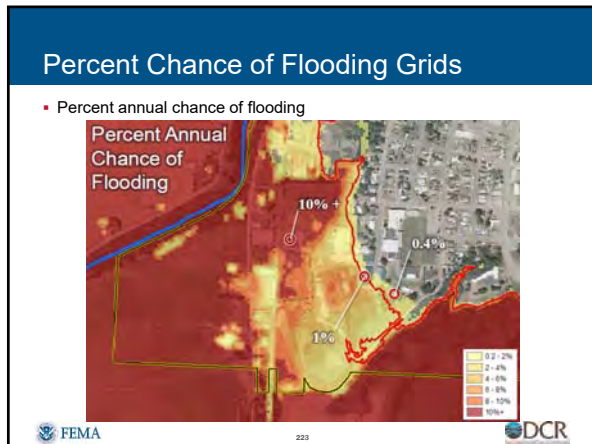 Percent Chance of Flooding Grids
▪ Percent annual chance of flooding
Percent Annual
Chance of
Flooding
10% +
0.4%
1%
0.2 - 2%
2 - 4%
4 - 6%
6 - 8%
8 - 10%
10%+
FEMA
223
DCR